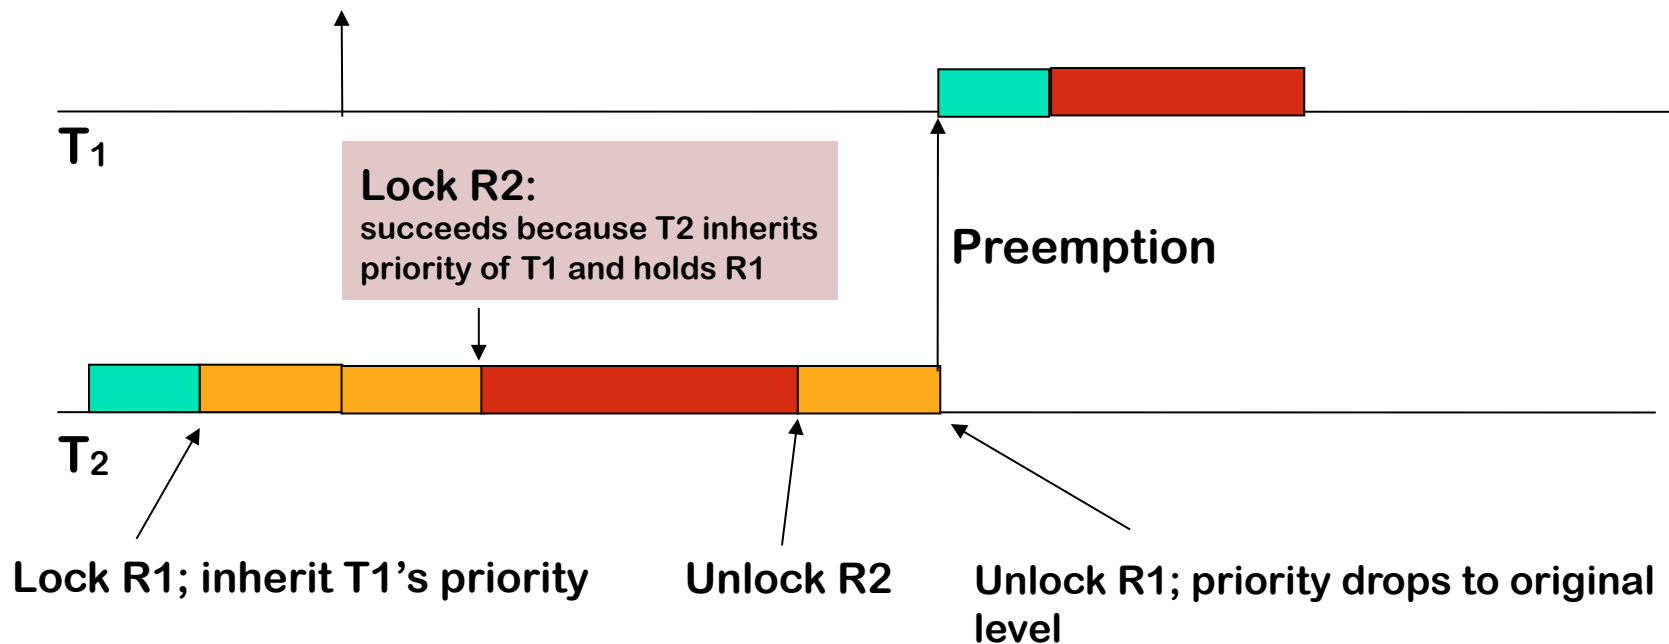 T1
Lock R2:
succeeds because T2 inherits
priority of T1 and holds R1
Preemption
T2
Lock R1; inherit T1’s priority
Unlock R2
Unlock R1; priority drops to original
level